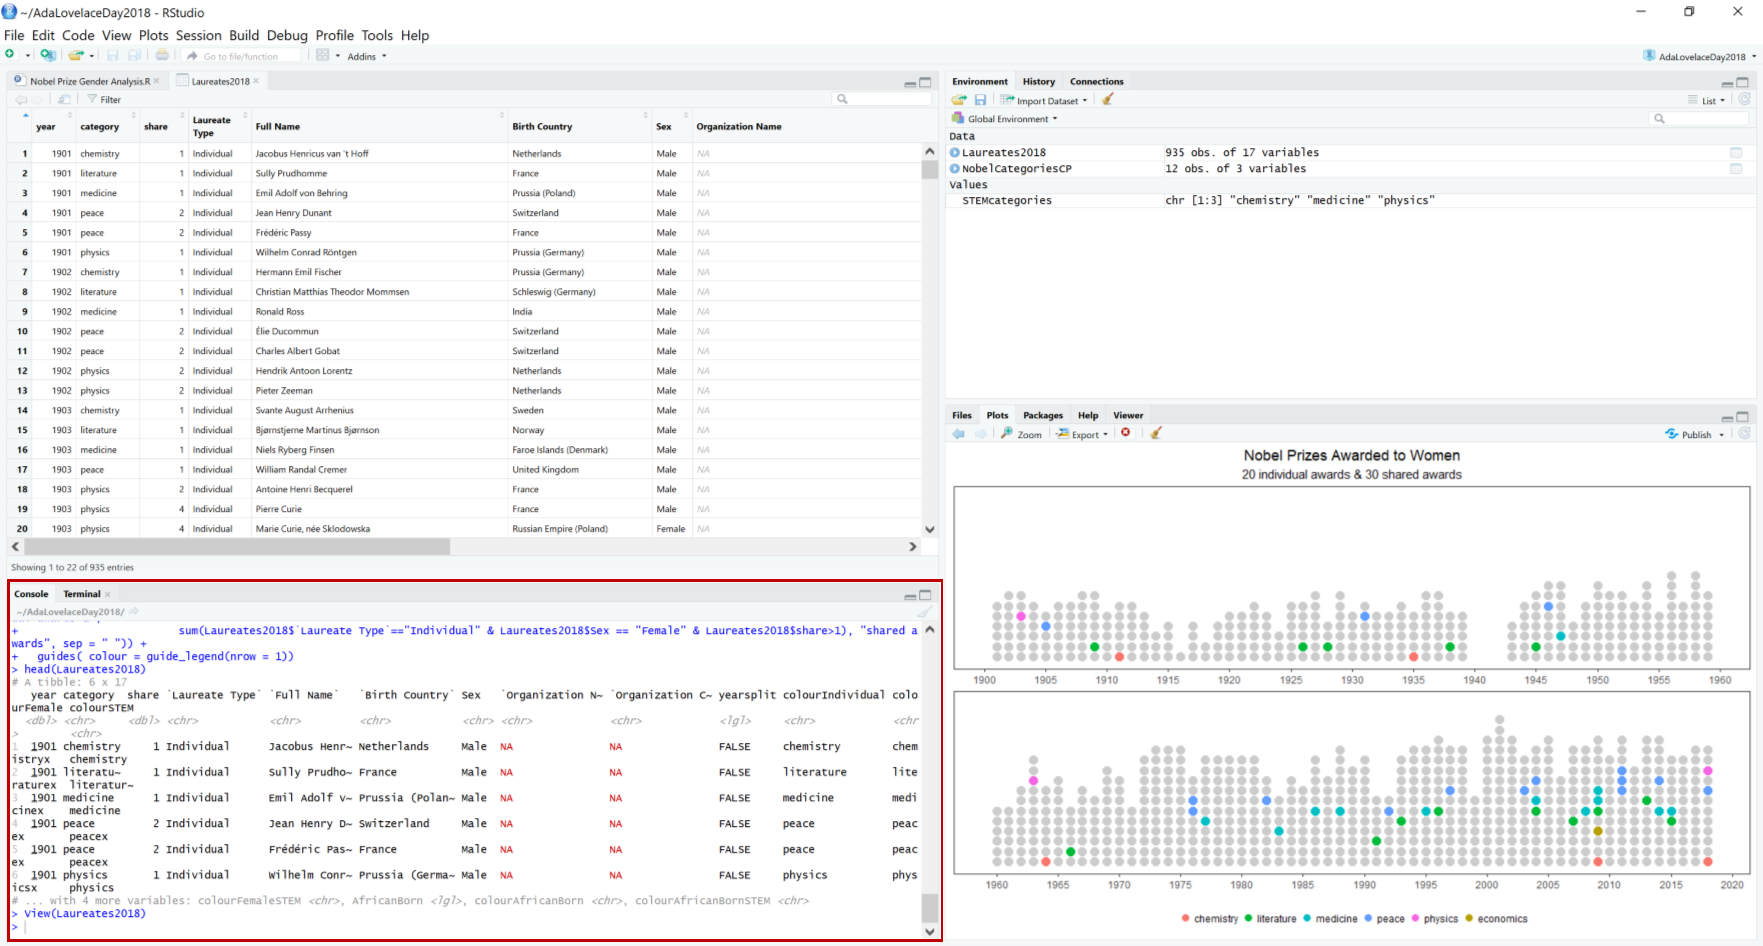 ~/AdaLovelaceDay2018 - RStudio
File Edit Code View Plots Session Build Debug Profile Tools Help
Go to file/function Addins AdaLovelaceDay2018
Nobel Prize Gender Analysis.R Laureates2018
Filter
year category share Laureate Type Full Name Birth Country Sex Organization Name
1 1901 chemistry 1 Individual Jacobus Henricus van 't Hoff Netherlands Male NA
2 1901 literature 1 Individual Sully Prudhomme France Male NA
3 1901 medicine 1 Individual Emil Adolf von Behring Prussia (Poland) Male NA
4 1901 peace 2 Individual Jean Henry Dunant Switzerland Male NA
5 1901 peace 2 Individual Frédéric Passy France Male NA
6 1901 physics 1 Individual Wilhelm Conrad Röntgen Prussia (Germany) Male NA
7 1902 chemistry 1 Individual Hermann Emil Fischer Prussia (Germany) Male NA
8 1902 literature 1 Individual Christian Matthias Theodor Mommsen Schleswig (Germany) Male NA
9 1902 medicine 1 Individual Ronald Ross India Male NA
10 1902 peace 2 Individual Élie Ducommun Switzerland Male NA
11 1902 peace 2 Individual Charles Albert Gobat Switzerland Male NA
12 1902 physics 2 Individual Hendrik Antoon Lorentz Netherlands Male NA
13 1902 physics 2 Individual Pieter Zeeman Netherlands Male NA
14 1903 chemistry 1 Individual Svante August Arrhenius Sweden Male NA
15 1903 literature 1 Individual Bjørnstjerne Martinus Bjørnson Norway Male NA
16 1903 medicine 1 Individual Niels Ryberg Finsen Faroe Islands (Denmark) Male NA
17 1903 peace 1 Individual William Randal Cremer United Kingdom Male NA
18 1903 physics 2 Individual Antoine Henri Becquerel France Male NA
19 1903 physics 4 Individual Pierre Curie France Male NA
20 1903 physics 4 Individual Marie Curie, née Sklodowska Russian Empire (Poland) Female NA
Showing 1 to 22 of 935 entries
Console Terminal
~/AdaLovelaceDay2018/
+ sum(Laureates2018$`Laureate Type`=="Individual" & Laureates2018$Sex == "Female" & Laureates2018$share>1), "shared a
wards", sep = " ")) +
+ guides( colour = guide_legend(nrow = 1))
> head(Laureates2018)
# A tibble: 6 x 17
year category share `Laureate Type` `Full Name` `Birth Country` Sex `Organization N~ `Organization C~ yearsplit colourIndividual colo
urFemale colourSTEM
<dbl> <chr> <dbl> <chr> <chr> <chr> <chr> <chr> <chr> <lgl> <chr> <chr
> <chr>
1 1901 chemistry 1 Individual Jacobus Henr~ Netherlands Male NA NA FALSE chemistry chem
istryx chemistry
2 1901 literatu~ 1 Individual Sully Prudho~ France Male NA NA FALSE literature lite
raturex literatur~
3 1901 medicine 1 Individual Emil Adolf v~ Prussia (Polan~ Male NA NA FALSE medicine medi
cinex medicine
4 1901 peace 2 Individual Jean Henry D~ Switzerland Male NA NA FALSE peace peac
ex peacex
5 1901 peace 2 Individual Frédéric Pas~ France Male NA NA FALSE peace peac
ex peacex
6 1901 physics 1 Individual Wilhelm Conr~ Prussia (Germa~ Male NA NA FALSE physics phys
icsx physics
# ... with 4 more variables: colourFemaleSTEM <chr>, AfricanBorn <lgl>, colourAfricanBorn <chr>, colourAfricanBornSTEM <chr>
> View(Laureates2018)
>
Environment History Connections
Import Dataset List
Global Environment
Data
Laureates2018 935 obs. of 17 variables
NobelCategoriesCP 12 obs. of 3 variables
Values
STEMcategories chr [1:3] "chemistry" "medicine" "physics"
Files Plots Packages Help Viewer
Zoom Export Publish
Nobel Prizes Awarded to Women
20 individual awards & 30 shared awards
1900 1905 1910 1915 1920 1925 1930 1935 1940 1945 1950 1955 1960
1960 1965 1970 1975 1980 1985 1990 1995 2000 2005 2010 2015 2020
chemistry literature medicine peace physics economics